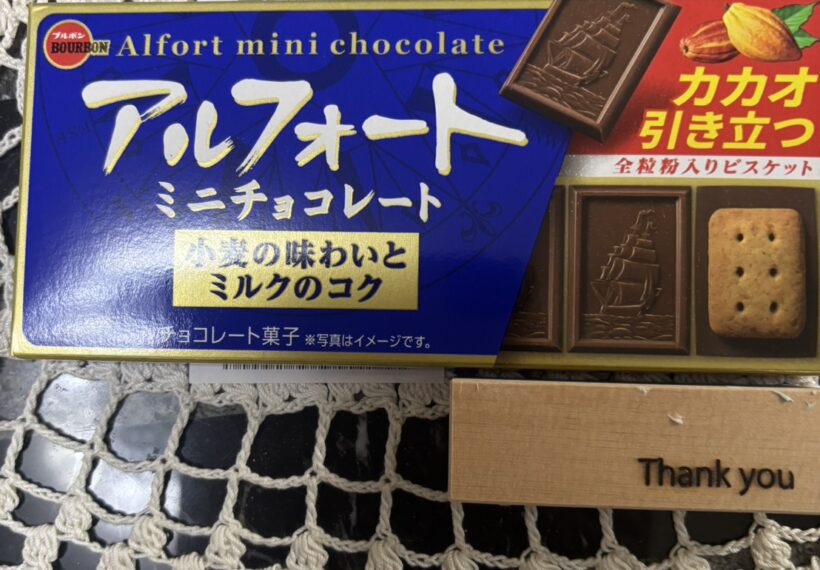 ブルボン
BOURBON
Alfort mini chocolate
アルフォート
ミニチョコレート
小麦の味わいと
ミルクのコク
チョコレート菓子 ※写真はイメージです。
カカオ
引き立つ
全粒粉入りビスケット
Thank you